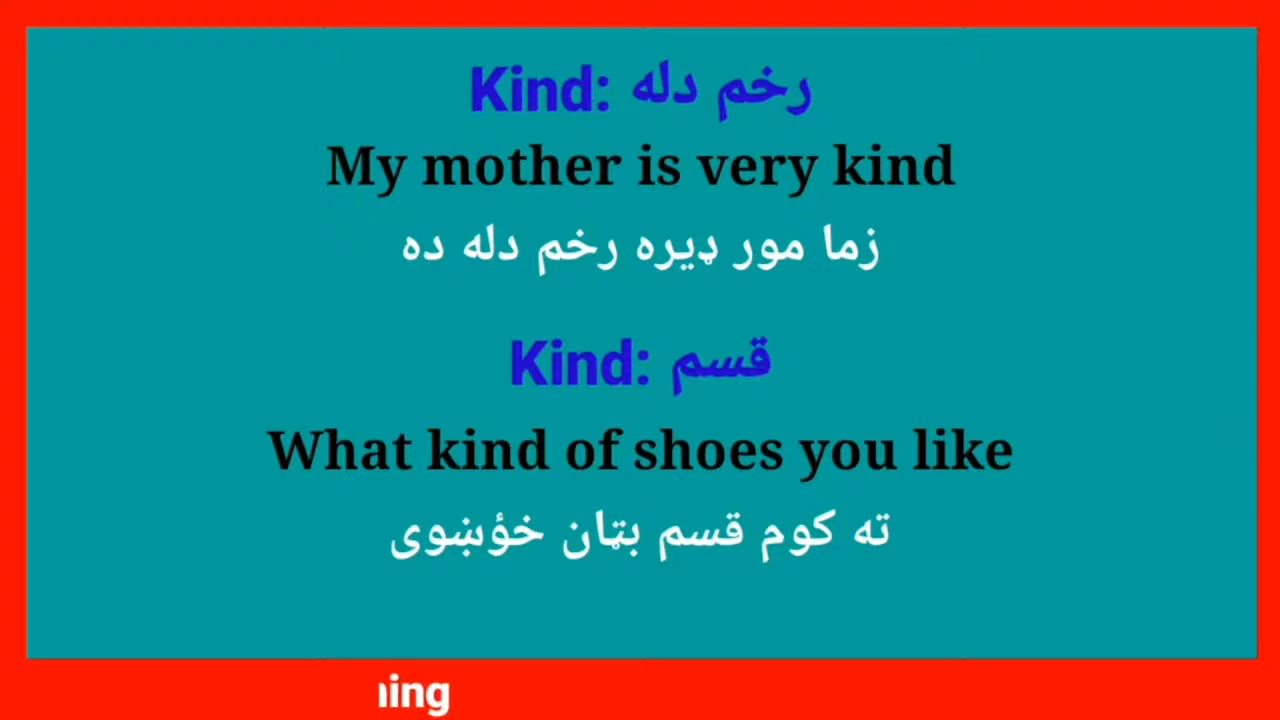 Kind: رخم دله
My mother is very kind
زما مور ډیره رخم دله ده
Kind: قسم
What kind of shoes you like
ته کوم قسم بټان خؤښوی